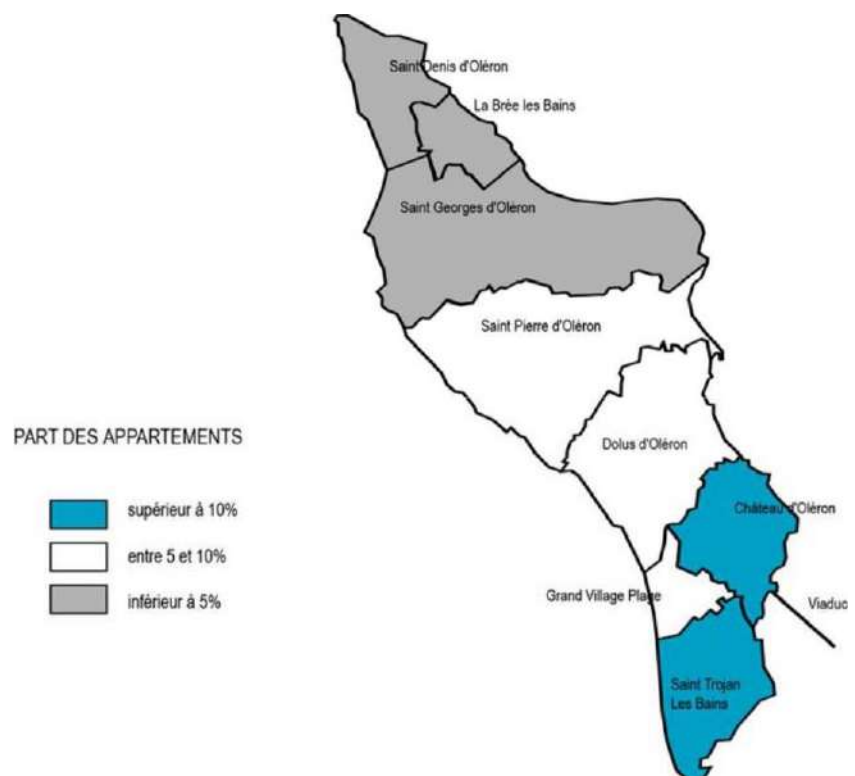 Saint Denis d'Oléron
La Brée les Bains
Saint Georges d'Oléron
Saint Pierre d'Oléron
PART DES APPARTEMENTS
Dolus d'Oléron
supérieur à 10%
Château d'Oléron
entre 5 et 10%
inférieur à 5%
Grand Village Plage
Viaduc
Saint Trojan
Les Bains